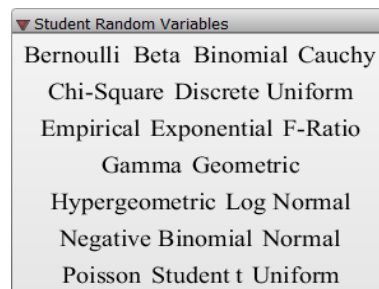 Student Random Variables
Bernoulli Beta Binomial Cauchy
Chi-Square Discrete Uniform
Empirical Exponential F-Ratio
Gamma Geometric
Hypergeometric Log Normal
Negative Binomial Normal
Poisson Student t Uniform